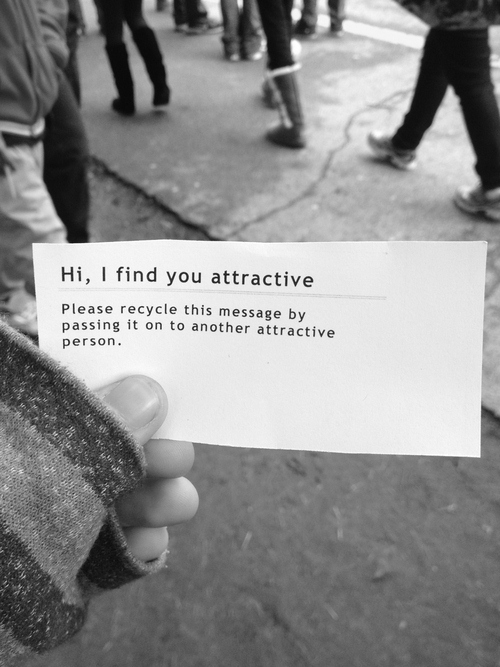 Hi, I find you attractive
Please recycle this message by
passing it on to another attractive
person.